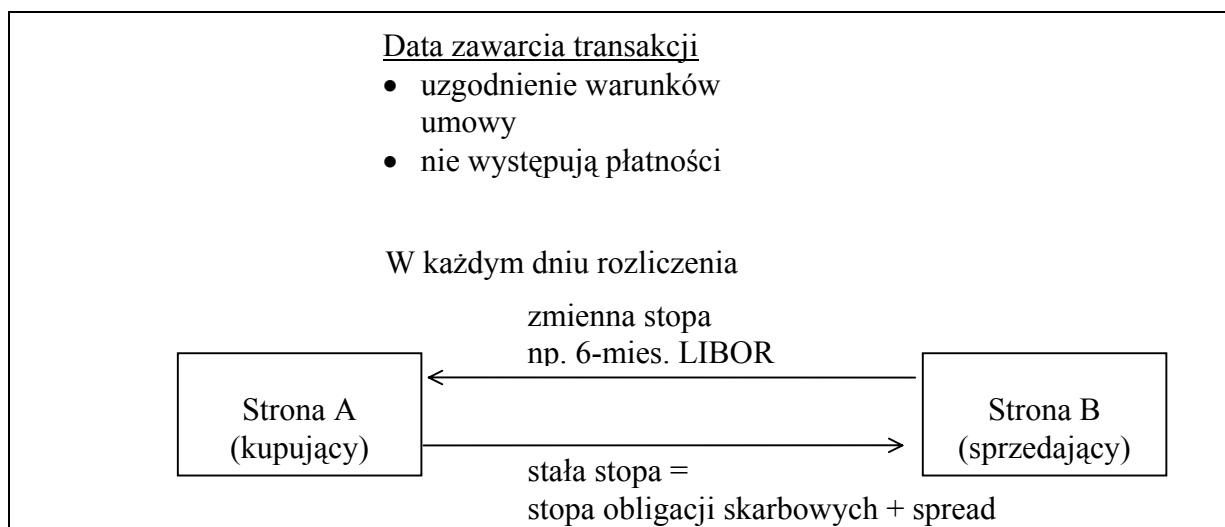 Data zawarcia transakcji
• uzgodnienie warunków
umowy
• nie występują płatności
W każdym dniu rozliczenia
zmienna stopa
np. 6-mies. LIBOR
Strona A
(kupujący)
Strona B
(sprzedający)
stała stopa =
stopa obligacji skarbowych + spread